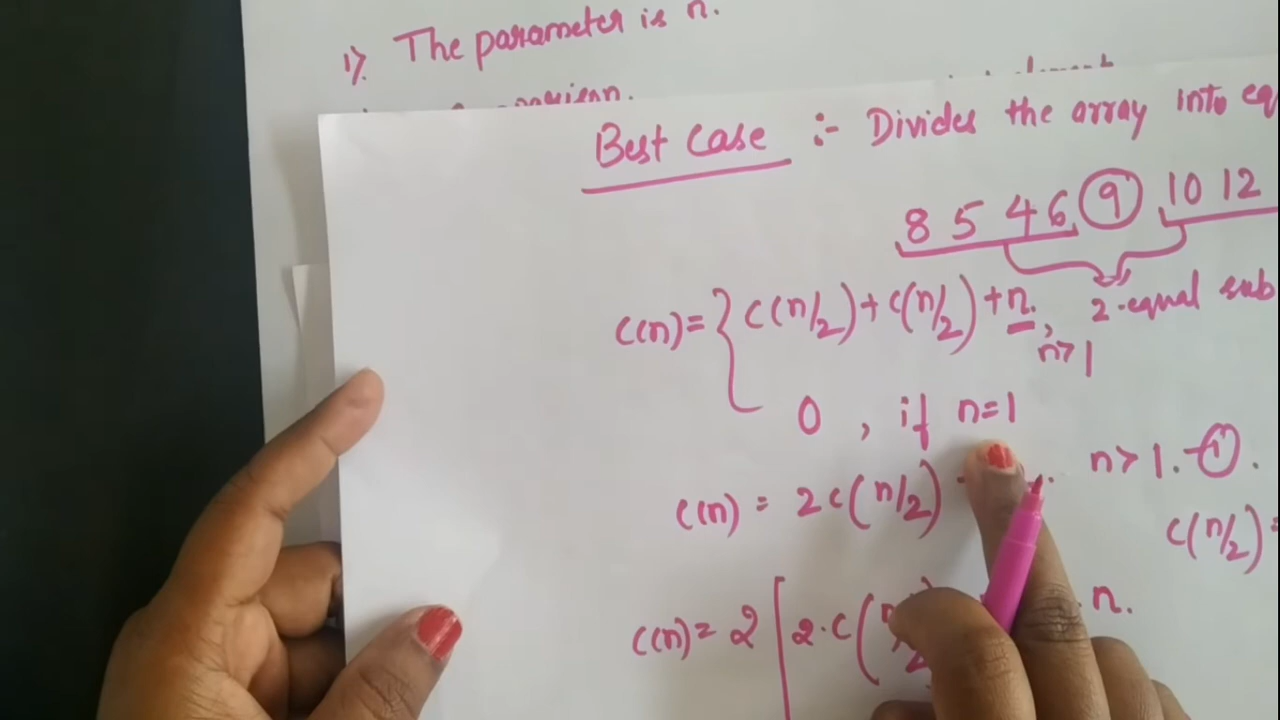 1). The parameter is n.
Best Case :- Divides the array into eq
8 5 4 6 9 10 12
C(n)= { C(n/2)+C(n/2)+n, n>1
2 equal sub
0 , if n=1
C(n) = 2C(n/2) n>1. - 1.
C(n/2)=
C(n)= 2 [ 2.C( n.